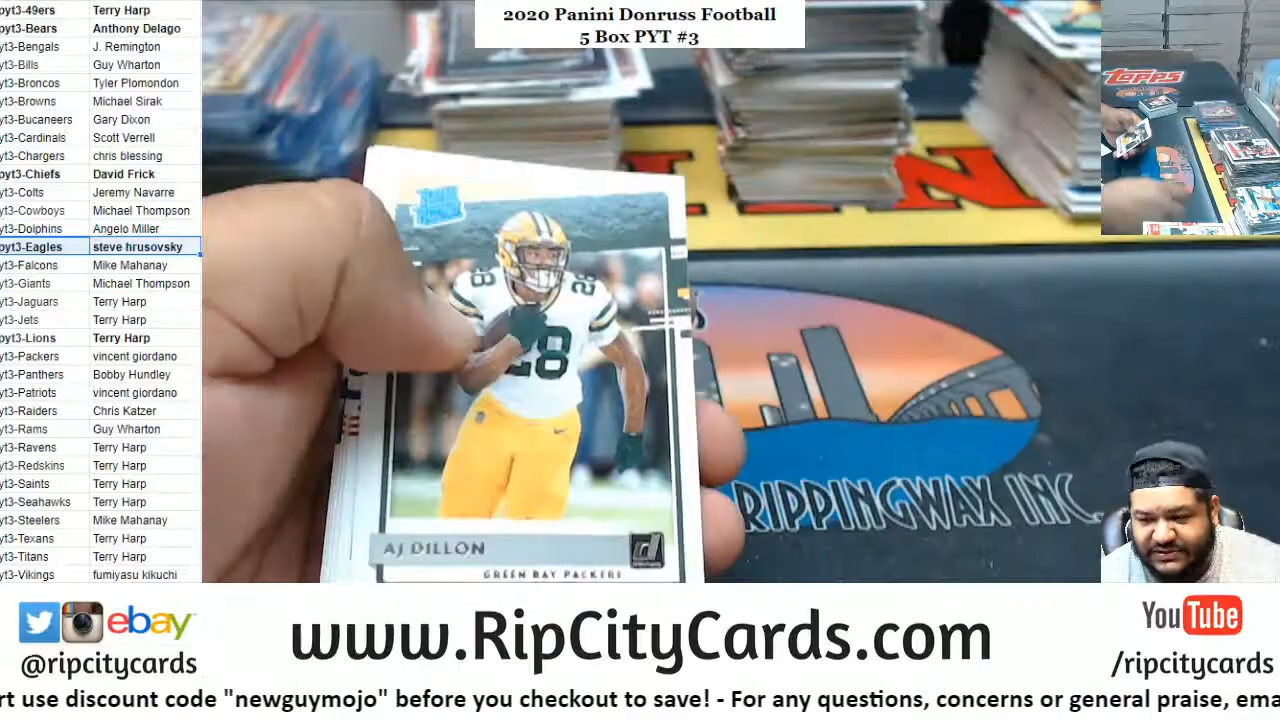 2020 Panini Donruss Football
5 Box PYT #3
pyt3-49ers Terry Harp
pyt3-Bears Anthony Delago
yt3-Bengals J. Remington
yt3-Bills Guy Wharton
yt3-Broncos Tyler Plomondon
yt3-Browns Michael Sirak
yt3-Bucaneers Gary Dixon
yt3-Cardinals Scott Verrell
yt3-Chargers chris blessing
pyt3-Chiefs David Frick
yt3-Colts Jeremy Navarre
yt3-Cowboys Michael Thompson
yt3-Dolphins Angelo Miller
pyt3-Eagles steve hrusovsky
yt3-Falcons Mike Mahanay
yt3-Giants Michael Thompson
yt3-Jaguars Terry Harp
yt3-Jets Terry Harp
pyt3-Lions Terry Harp
yt3-Packers vincent giordano
yt3-Panthers Bobby Hundley
yt3-Patriots vincent giordano
yt3-Raiders Chris Katzer
yt3-Rams Guy Wharton
yt3-Ravens Terry Harp
yt3-Redskins Terry Harp
yt3-Saints Terry Harp
yt3-Seahawks Terry Harp
yt3-Steelers Mike Mahanay
yt3-Texans Terry Harp
yt3-Titans Terry Harp
yt3-Vikings fumiyasu kikuchi
Topps
28
28
28
AJ DILLON
GREEN BAY PACKERS
RIPPINGWAX INC.
ebay
@ripcitycards
www.RipCityCards.com
YouTube
/ripcitycards
rt use discount code "newguymojo" before you checkout to save! - For any questions, concerns or general praise, ema